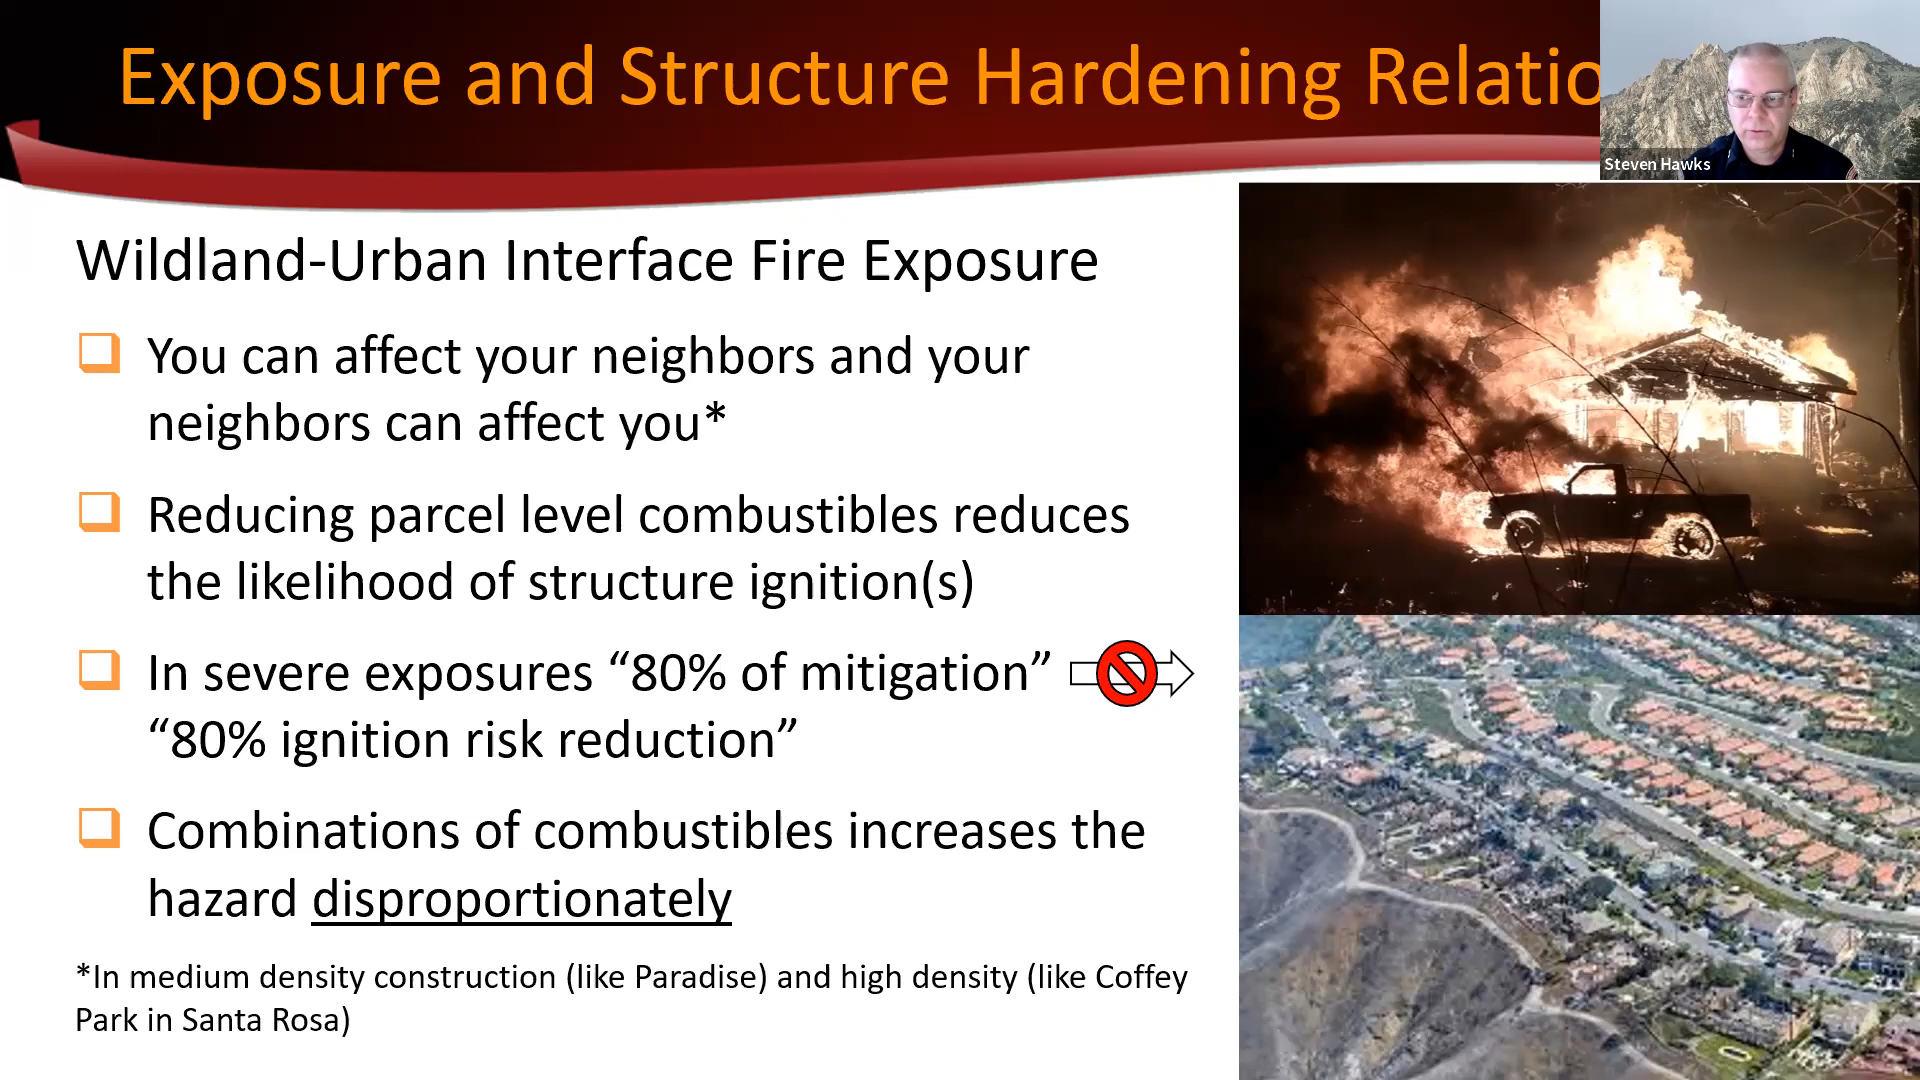 Exposure and Structure Hardening Relatio
Steven Hawks
Wildland-Urban Interface Fire Exposure
You can affect your neighbors and your
neighbors can affect you*
Reducing parcel level combustibles reduces
the likelihood of structure ignition(s)
In severe exposures “80% of mitigation”
“80% ignition risk reduction”
Combinations of combustibles increases the
hazard disproportionately
*In medium density construction (like Paradise) and high density (like Coffey
Park in Santa Rosa)